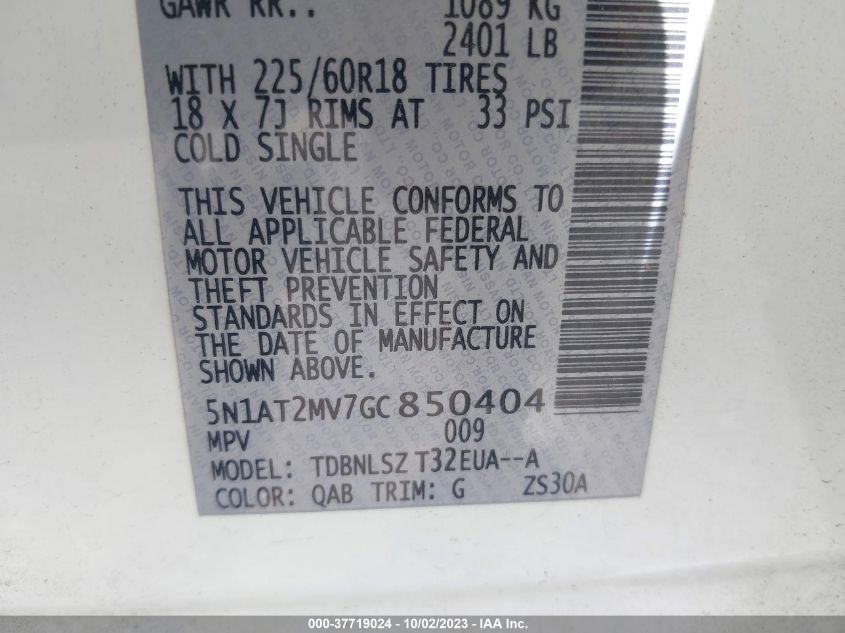 GAWR RR.. 1089 KG
2401 LB
WITH 225/60R18 TIRES
18 X 7J RIMS AT 33 PSI
COLD SINGLE
THIS VEHICLE CONFORMS TO
ALL APPLICABLE FEDERAL
MOTOR VEHICLE SAFETY AND
THEFT PREVENTION
STANDARDS IN EFFECT ON
THE DATE OF MANUFACTURE
SHOWN ABOVE.
5N1AT2MV7GC850404
MPV 009
MODEL: TDBNLSZ T32EUA--A
COLOR: QAB TRIM: G ZS30A
000-37719024 - 10/02/2023 - IAA Inc.